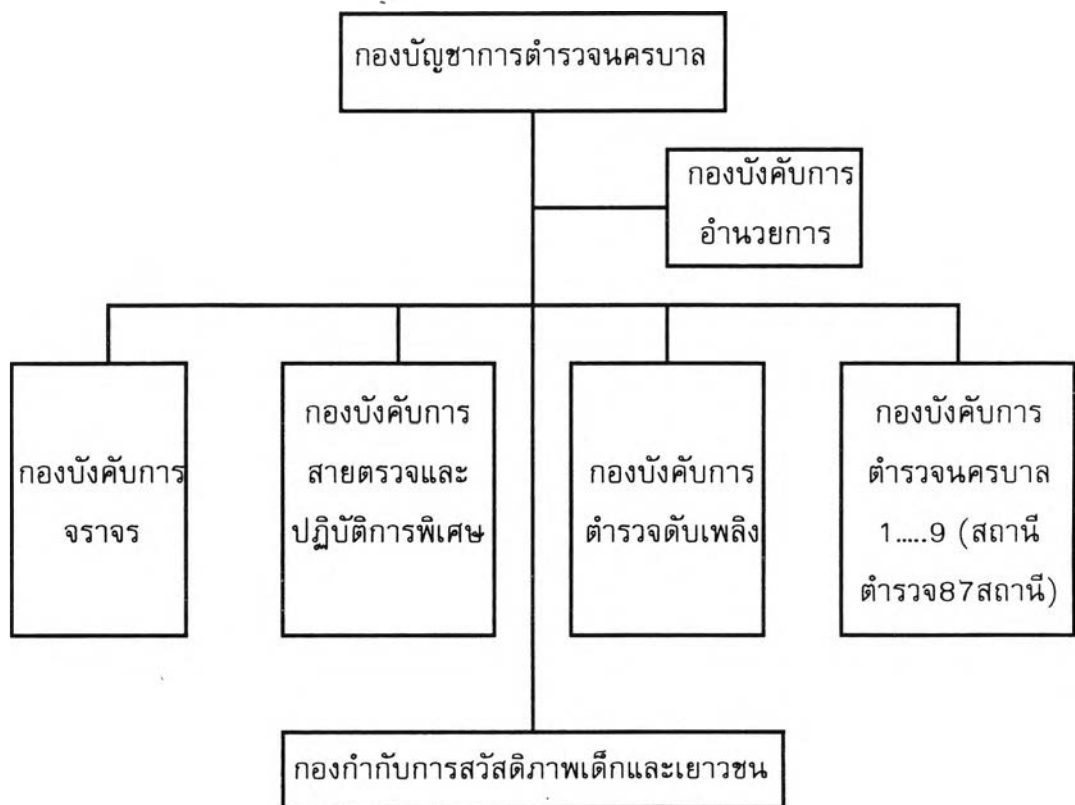 กองบัญชาการตำรวจนครบาล
กองบังคับการ
อำนวยการ
กองบังคับการ
จราจร
กองบังคับการ
สายตรวจและ
ปฏิบัติการพิเศษ
กองบังคับการ
ตำรวจดับเพลิง
กองบังคับการ
ตำรวจนครบาล
1.....9 (สถานี
ตำรวจ87สถานี)
กองกำกับการสวัสดิภาพเด็กและเยาวชน